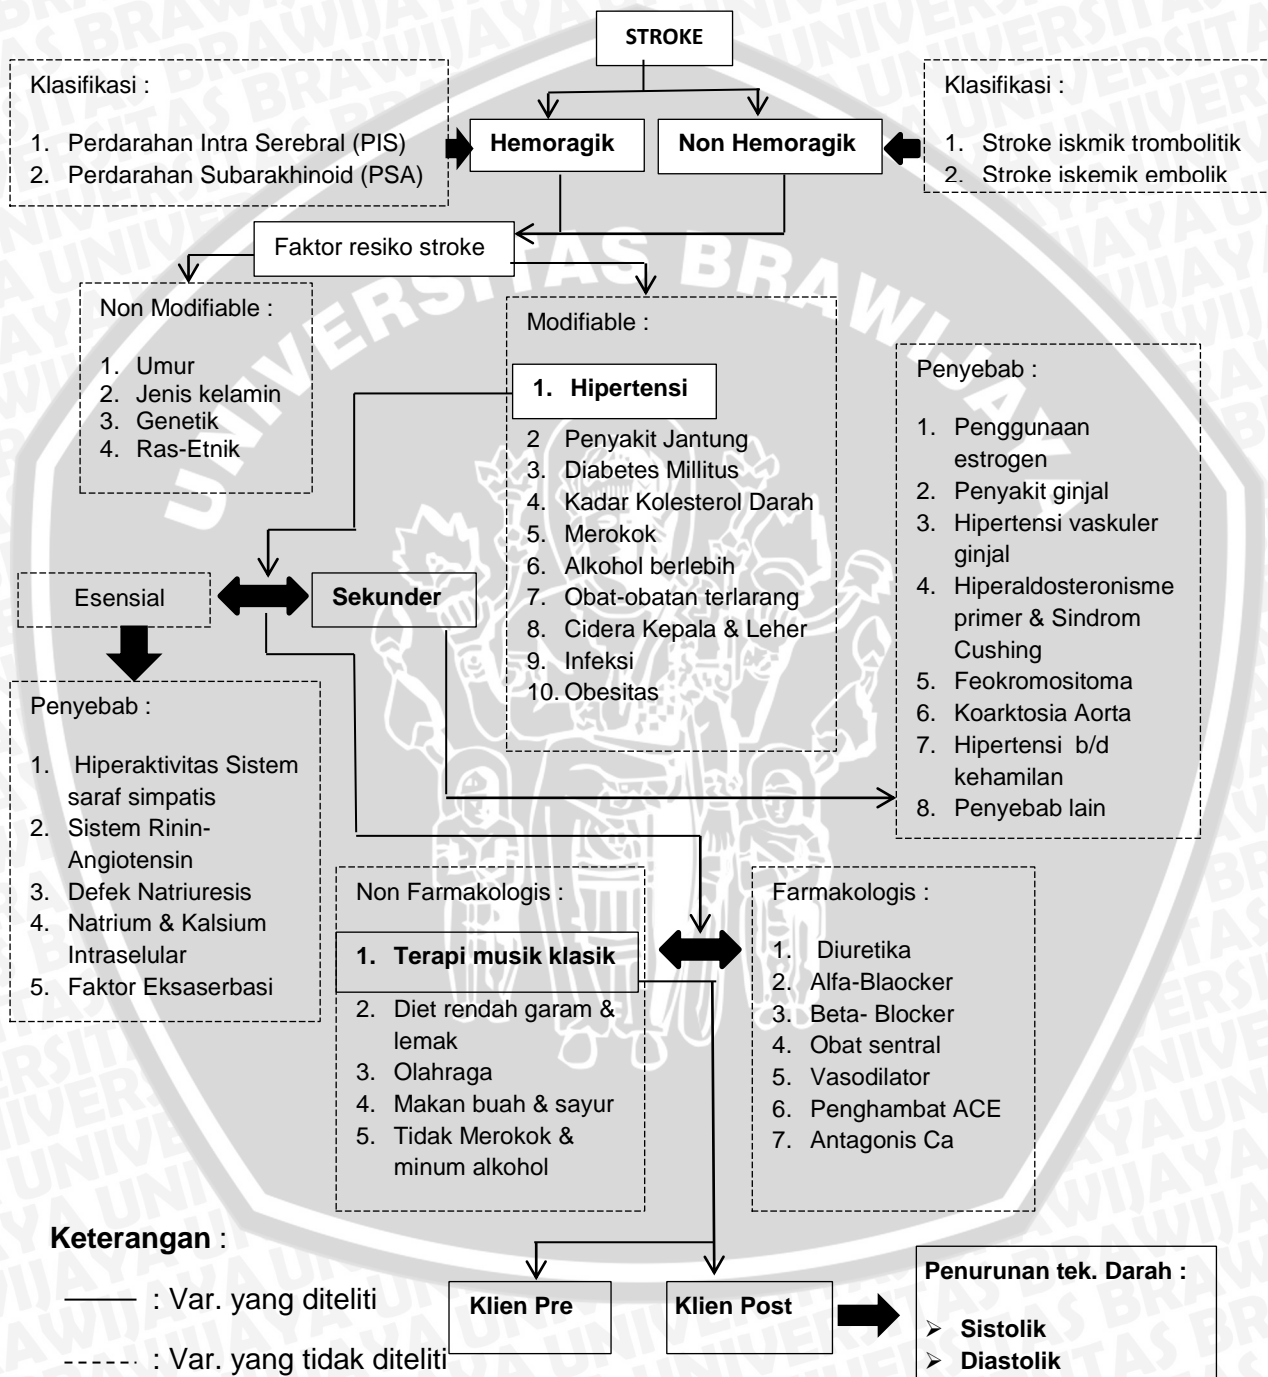 STROKE
Klasifikasi :
1. Perdarahan Intra Serebral (PIS)
2. Perdarahan Subarakhinoid (PSA)
Hemoragik
Non Hemoragik
Klasifikasi :
1. Stroke iskmik trombolitik
2. Stroke iskemik embolik
Faktor resiko stroke
Non Modifiable :
1. Umur
2. Jenis kelamin
3. Genetik
4. Ras-Etnik
Modifiable :
1. Hipertensi
2 Penyakit Jantung
3. Diabetes Millitus
4. Kadar Kolesterol Darah
5. Merokok
6. Alkohol berlebih
7. Obat-obatan terlarang
8. Cidera Kepala & Leher
9. Infeksi
10. Obesitas
Penyebab :
1. Penggunaan
estrogen
2. Penyakit ginjal
3. Hipertensi vaskuler
ginjal
4. Hiperaldosteronisme
primer & Sindrom
Cushing
5. Feokromositoma
6. Koarktosia Aorta
7. Hipertensi b/d
kehamilan
8. Penyebab lain
Esensial
Sekunder
Penyebab :
1. Hiperaktivitas Sistem
saraf simpatis
2. Sistem Rinin-
Angiotensin
3. Defek Natriuresis
4. Natrium & Kalsium
Intraselular
5. Faktor Eksaserbasi
Non Farmakologis :
1. Terapi musik klasik
2. Diet rendah garam &
lemak
3. Olahraga
4. Makan buah & sayur
5. Tidak Merokok &
minum alkohol
Farmakologis :
1. Diuretika
2. Alfa-Blaocker
3. Beta- Blocker
4. Obat sentral
5. Vasodilator
6. Penghambat ACE
7. Antagonis Ca
Keterangan :
: Var. yang diteliti
: Var. yang tidak diteliti
Klien Pre
Klien Post
Penurunan tek. Darah :
➢ Sistolik
➢ Diastolik
UNIVERSITAS BRAWIJAYA